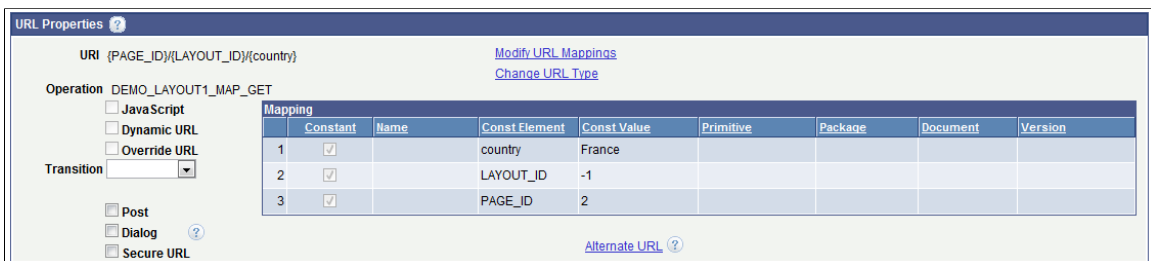 URL Properties ?
URI {PAGE_ID}/{LAYOUT_ID}/{country}
Modify URL Mappings
Change URL Type
Operation DEMO_LAYOUT1_MAP_GET
JavaScript
Dynamic URL
Override URL
Transition
Mapping
Constant Name Const Element Const Value Primitive Package Document Version
1 country France
2 LAYOUT_ID -1
3 PAGE_ID 2
Post
Dialog ?
Secure URL
Alternate URL ?